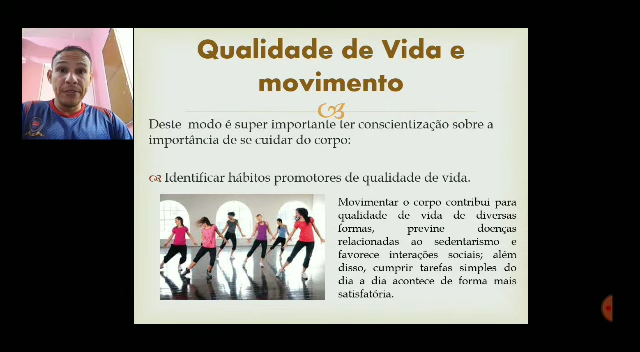 Qualidade de Vida e
movimento
Deste modo é super importante ter conscientização sobre a
importância de se cuidar do corpo:
Identificar hábitos promotores de qualidade de vida.
Movimentar o corpo contribui para
qualidade de vida de diversas
formas, previne doenças
relacionadas ao sedentarismo e
favorece interações sociais; além
disso, cumprir tarefas simples do
dia a dia acontece de forma mais
satisfatória.